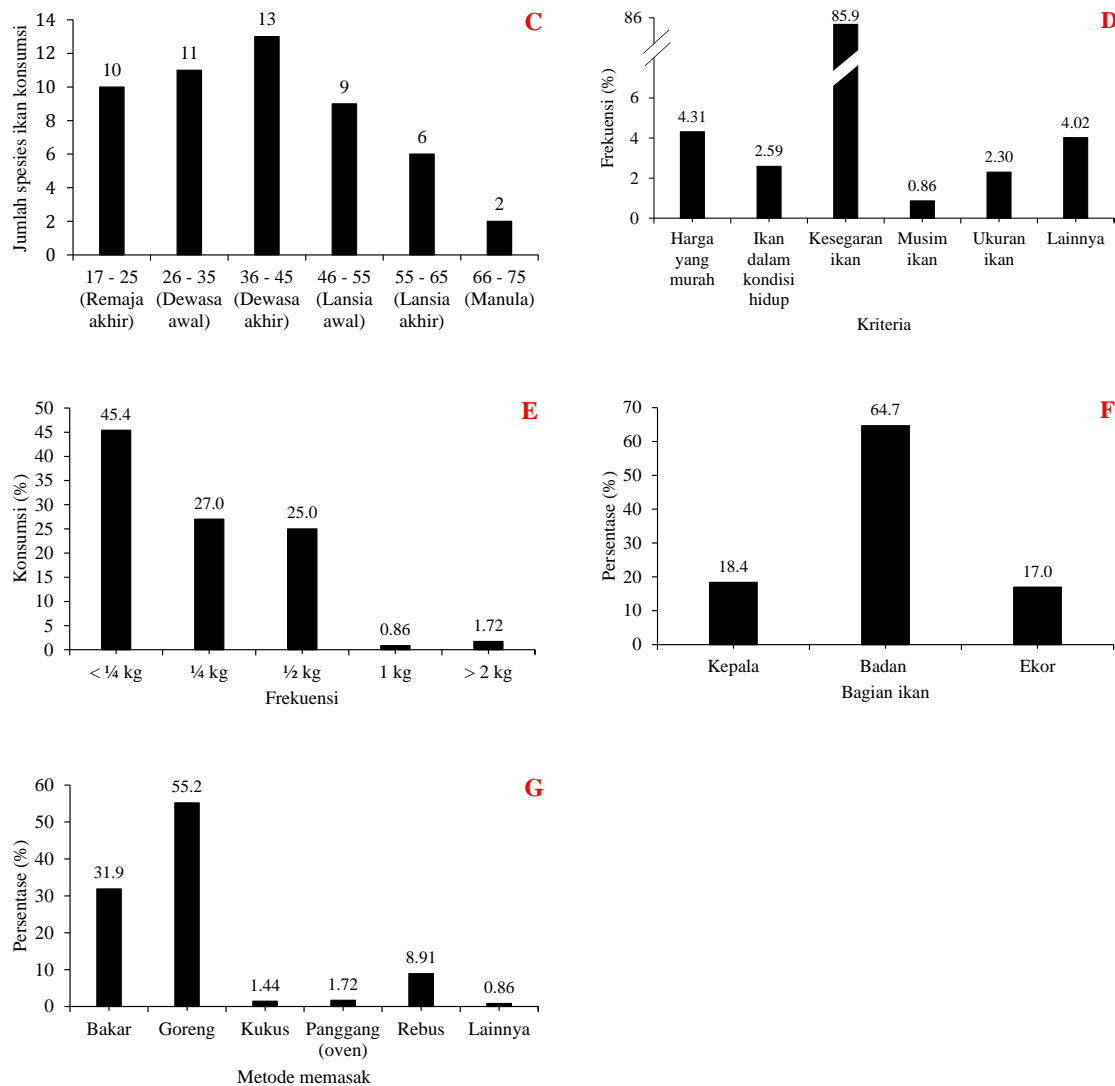 C
Jumlah spesies ikan konsumsi
14
12
10
8
6
4
2
0
10
11
13
9
6
2
17 - 25 26 - 35 36 - 45 46 - 55 55 - 65 66 - 75
(Remaja (Dewasa (Dewasa (Lansia (Lansia (Manula)
akhir) awal) akhir) awal) akhir)
D
Frekuensi (%)
86
6
4
2
0
4.31
2.59
85.9
0.86
2.30
4.02
Harga Ikan Kesegaran Musim Ukuran Lainnya
yang dalam ikan ikan ikan
murah kondisi
hidup
Kriteria
E
Konsumsi (%)
50
45
40
35
30
25
20
15
10
5
0
45.4
27.0
25.0
0.86
1.72
< ¼ kg ¼ kg ½ kg 1 kg > 2 kg
Frekuensi
F
Persentase (%)
70
60
50
40
30
20
10
0
18.4
64.7
17.0
Kepala Badan Ekor
Bagian ikan
G
Persentase (%)
60
50
40
30
20
10
0
31.9
55.2
1.44
1.72
8.91
0.86
Bakar Goreng Kukus Panggang Rebus Lainnya
(oven)
Metode memasak